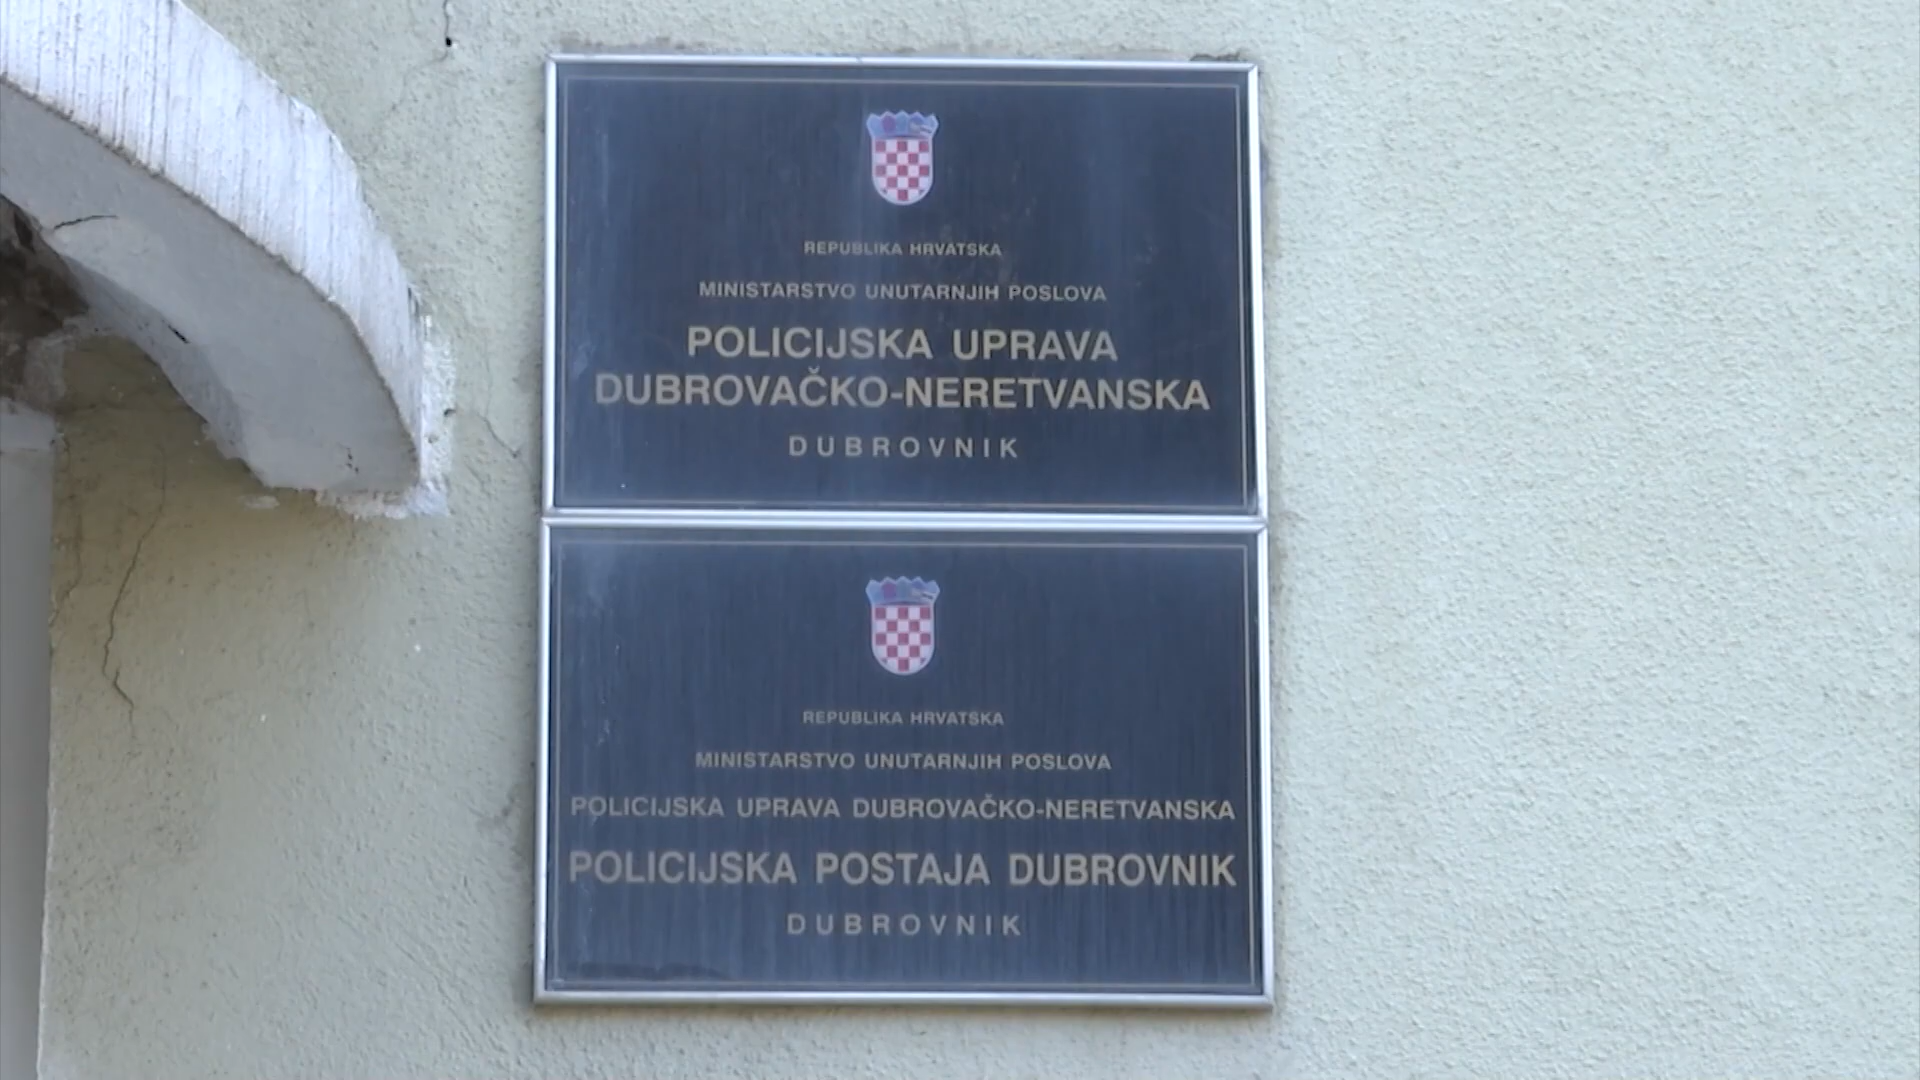 REPUBLIKA HRVATSKA
MINISTARSTVO UNUTARNJIH POSLOVA
POLICIJSKA UPRAVA
DUBROVAČKO-NERETVANSKA
DUBROVNIK
REPUBLIKA HRVATSKA
MINISTARSTVO UNUTARNJIH POSLOVA
POLICIJSKA UPRAVA DUBROVAČKO-NERETVANSKA
POLICIJSKA POSTAJA DUBROVNIK
DUBROVNIK